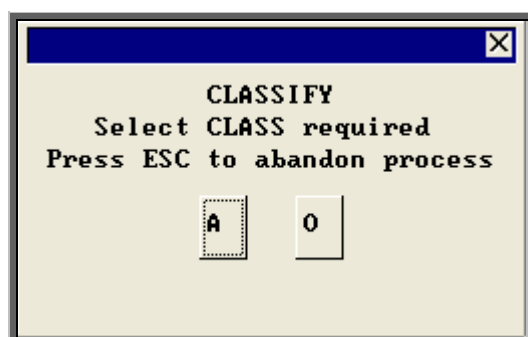 CLASSIFY
Select CLASS required
Press ESC to abandon process
A O